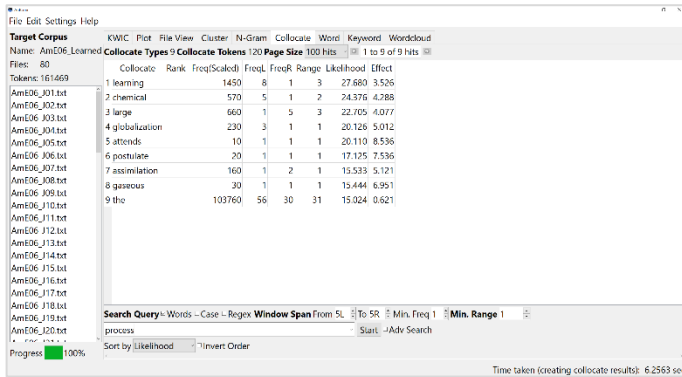 File Edit Settings Help
Target Corpus
Name: AmE06_Learned
Files: 80
Tokens: 161469
AmE06_J01.txt
AmE06_J02.txt
AmE06_J03.txt
AmE06_J04.txt
AmE06_J05.txt
AmE06_J06.txt
AmE06_J07.txt
AmE06_J08.txt
AmE06_J09.txt
AmE06_J10.txt
AmE06_J11.txt
AmE06_J12.txt
AmE06_J13.txt
AmE06_J14.txt
AmE06_J15.txt
AmE06_J16.txt
AmE06_J17.txt
AmE06_J18.txt
AmE06_J19.txt
AmE06_J20.txt
Progress 100%
KWIC Plot File View Cluster N-Gram Collocate Word Keyword Wordcloud
Collocate Types 9 Collocate Tokens 120 Page Size 100 hits 1 to 9 of 9 hits
Collocate Rank Freq(Scaled) FreqL FreqR Range Likelihood Effect
1 learning 1450 8 1 3 27.680 3.526
2 chemical 570 5 1 2 24.376 4.288
3 large 660 1 5 3 22.705 4.077
4 globalization 230 3 1 1 20.126 5.012
5 attends 10 1 1 1 20.110 8.536
6 postulate 20 1 1 1 17.125 7.536
7 assimilation 160 1 2 1 15.533 5.121
8 gaseous 30 1 1 1 15.444 6.951
9 the 103760 56 30 31 15.024 0.621
Search Query Words Case Regex Window Span From 5L To 5R Min. Freq 1 Min. Range 1
process Start Adv Search
Sort by Likelihood Invert Order
Time taken (creating collocate results): 6.2563 se